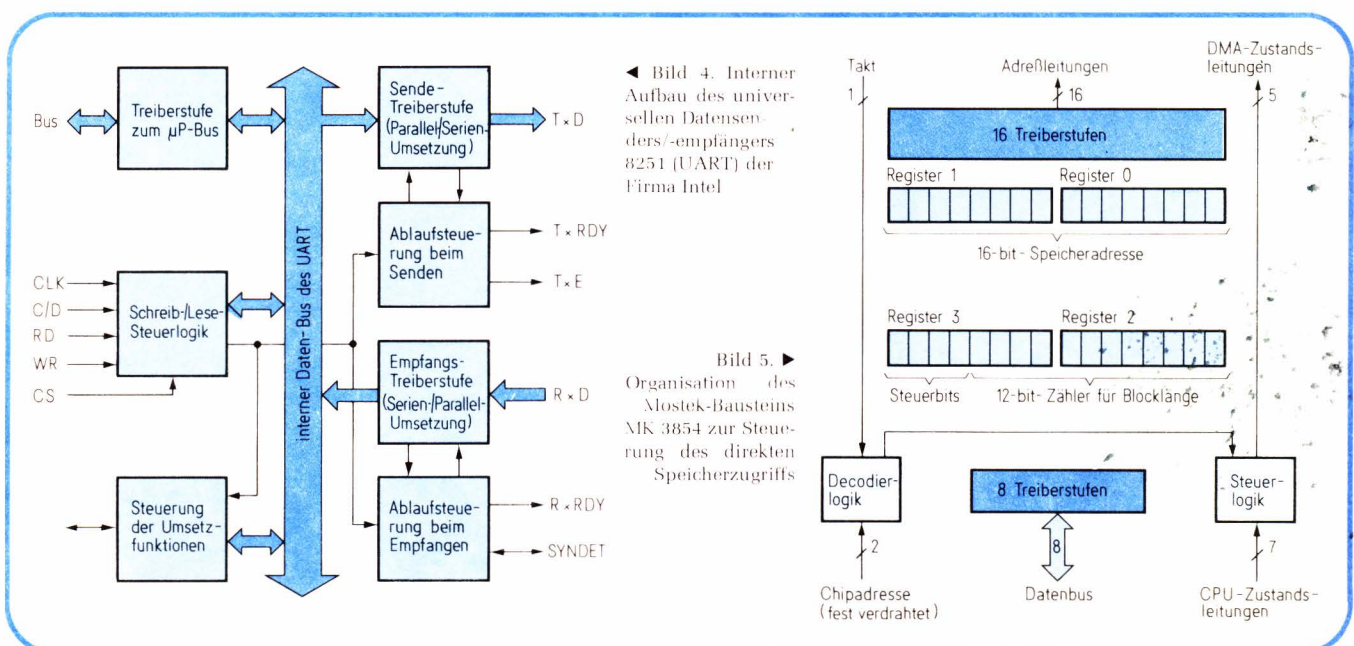 Bus
Treiberstufe
zum µP-Bus
CLK
C/D
RD
WR
CS
Schreib-/Lese-
Steuerlogik
Steuerung
der Umsetz-
funktionen
interner Daten-Bus des UART
Sende-
Treiberstufe
(Parallel-/Serien-
Umsetzung)
T×D
Ablaufsteue-
rung beim
Senden
T×RDY
T×E
Empfangs-
Treiberstufe
(Serien-/Parallel-
Umsetzung)
R×D
Ablaufsteue-
rung beim
Empfangen
R×RDY
SYNDET
◄ Bild 4. Interner
Aufbau des univer-
sellen Datensen-
ders/-empfängers
8251 (UART) der
Firma Intel
Bild 5. ►
Organisation des
Mostek-Bausteins
MK 3854 zur Steue-
rung des direkten
Speicherzugriffs
Takt
1
Adreßleitungen
16
DMA-Zustands-
leitungen
5
16 Treiberstufen
Register 1
Register 0
16-bit-Speicheradresse
Register 3
Register 2
Steuerbits
12-bit-Zähler für Blocklänge
Decodier-
logik
8 Treiberstufen
Steuer-
logik
2
8
7
Chipadresse
(fest verdrahtet)
Datenbus
CPU-Zustands-
leitungen